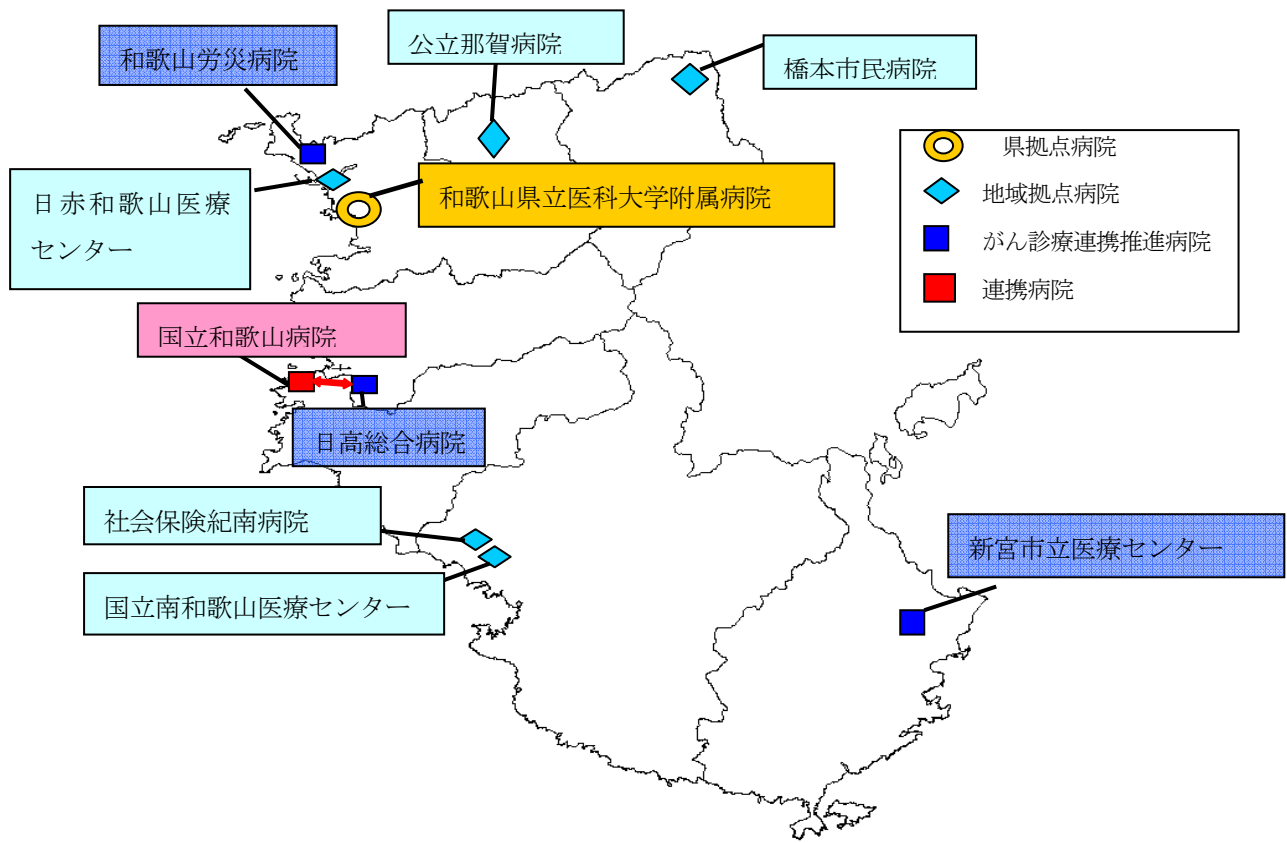 公立那賀病院
和歌山労災病院
橋本市民病院
県拠点病院
地域拠点病院
がん診療連携推進病院
連携病院
日赤和歌山医療
センター
和歌山県立医科大学附属病院
国立和歌山病院
日高総合病院
社会保険紀南病院
国立南和歌山医療センター
新宮市立医療センター